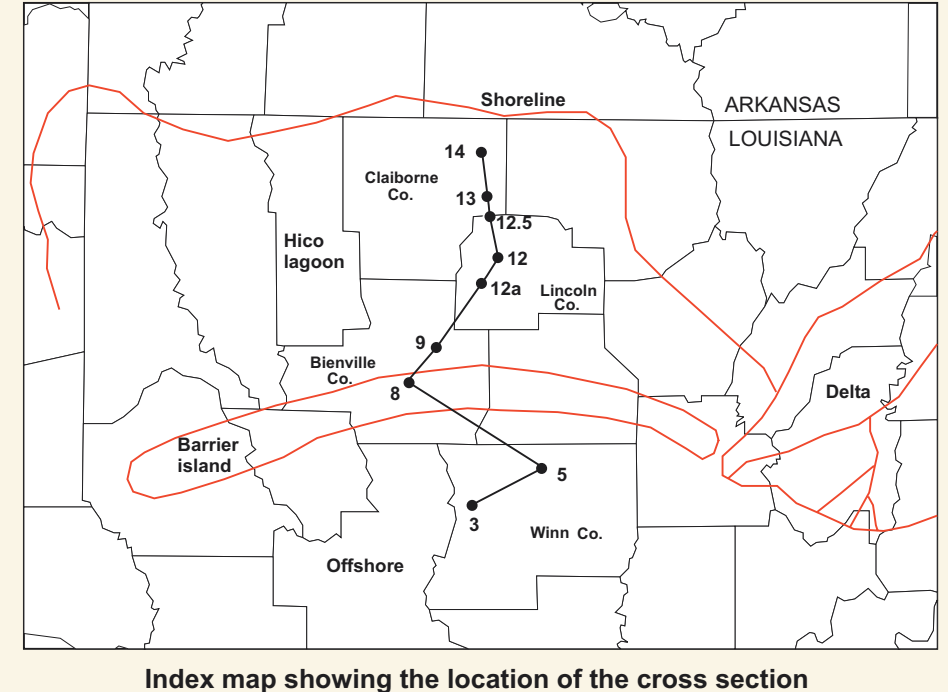 Shoreline
ARKANSAS
LOUISIANA
14
Claiborne
Co.
13
12.5
Hico
lagoon
12
12a
Lincoln
Co.
9
Bienville
Co.
8
Delta
Barrier
island
5
3
Winn Co.
Offshore
Index map showing the location of the cross section